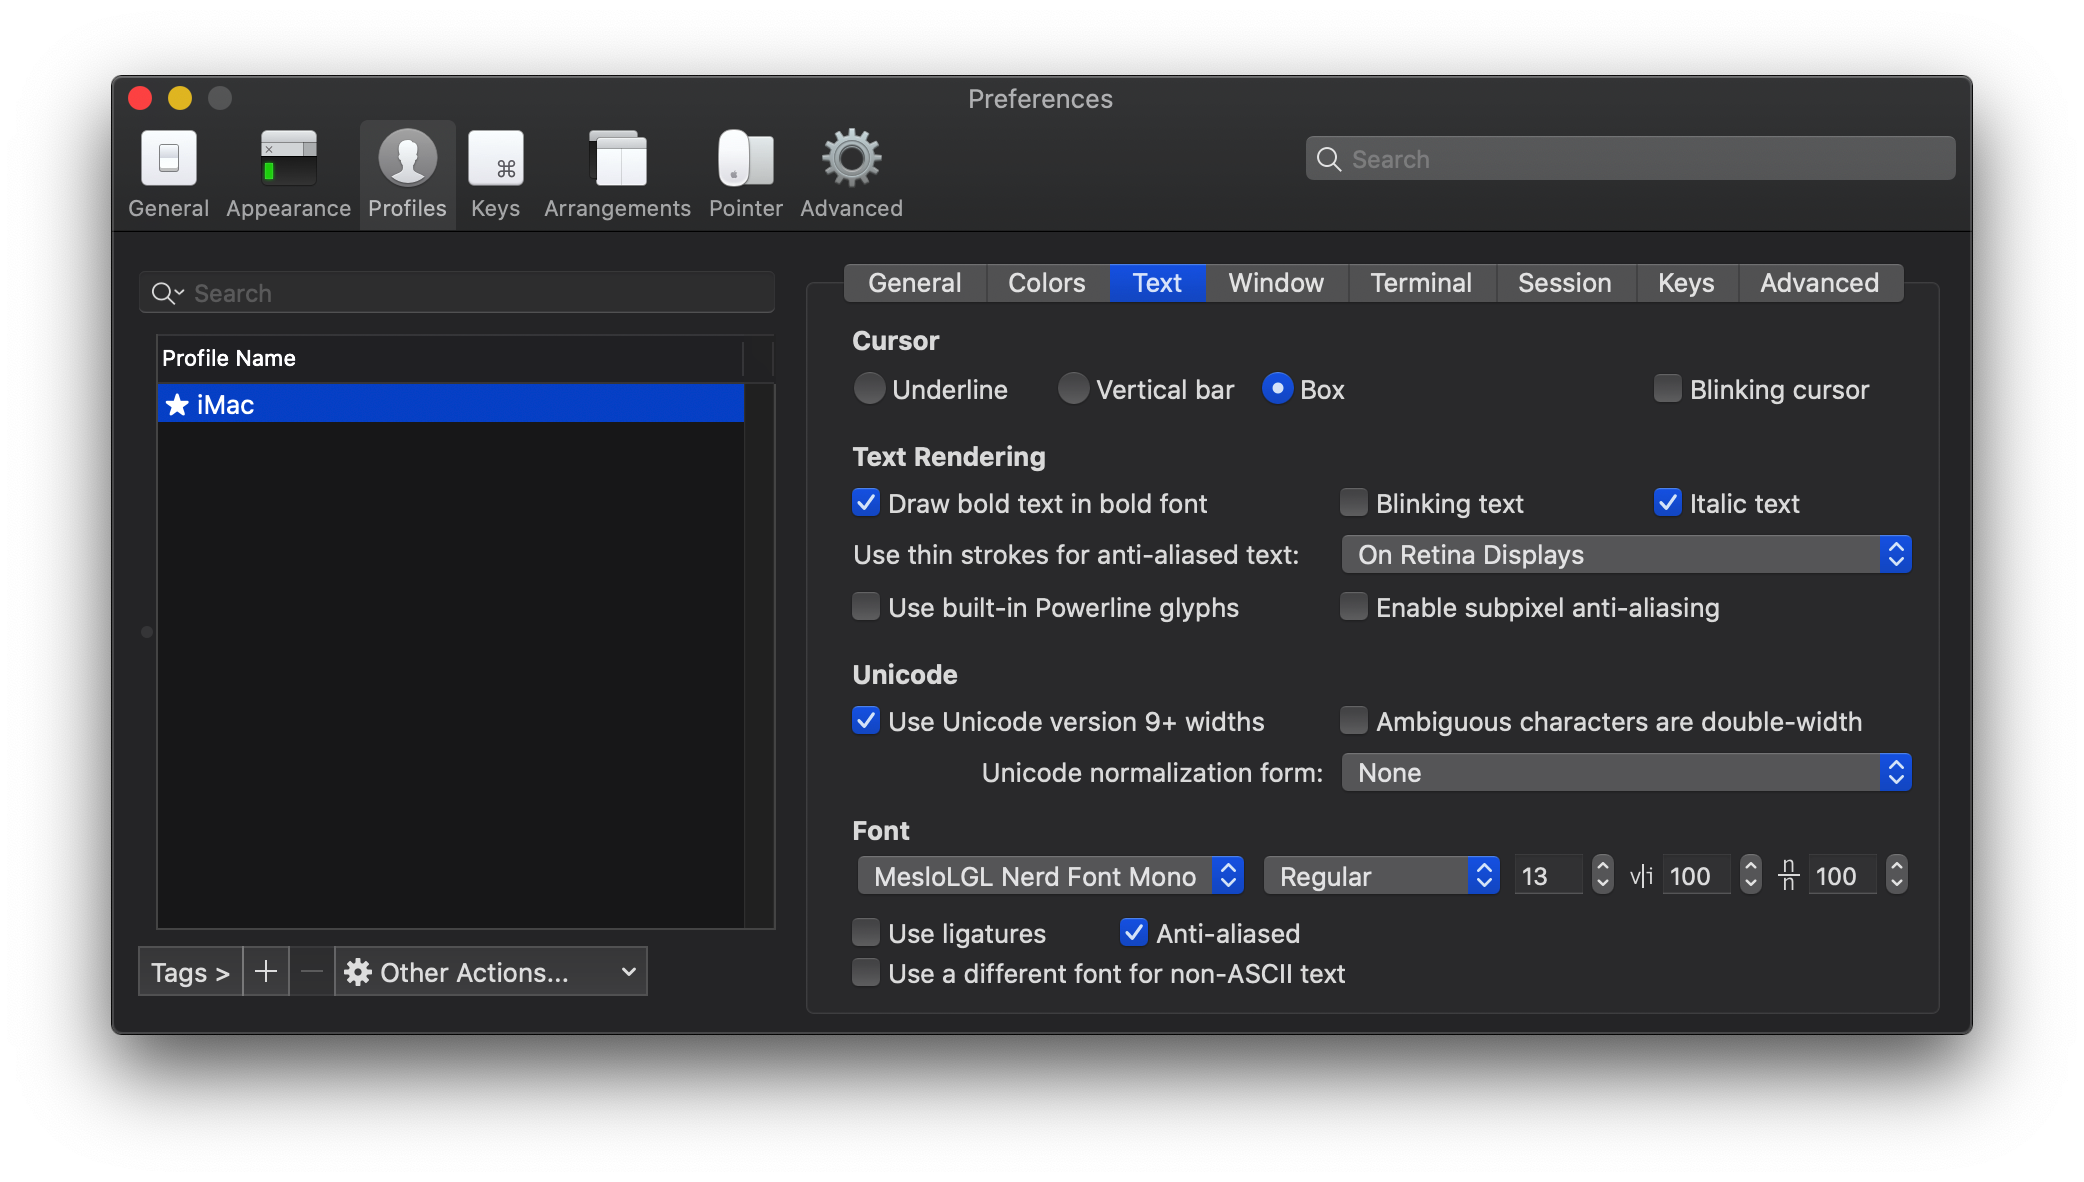 Preferences
General Appearance Profiles Keys Arrangements Pointer Advanced
Search
Search
Profile Name
★ iMac
Tags > + — Other Actions...
General Colors Text Window Terminal Session Keys Advanced
Cursor
Underline Vertical bar Box Blinking cursor
Text Rendering
Draw bold text in bold font Blinking text Italic text
Use thin strokes for anti-aliased text: On Retina Displays
Use built-in Powerline glyphs Enable subpixel anti-aliasing
Unicode
Use Unicode version 9+ widths Ambiguous characters are double-width
Unicode normalization form: None
Font
MesloLGL Nerd Font Mono Regular 13 v|i 100 n/n 100
Use ligatures Anti-aliased
Use a different font for non-ASCII text